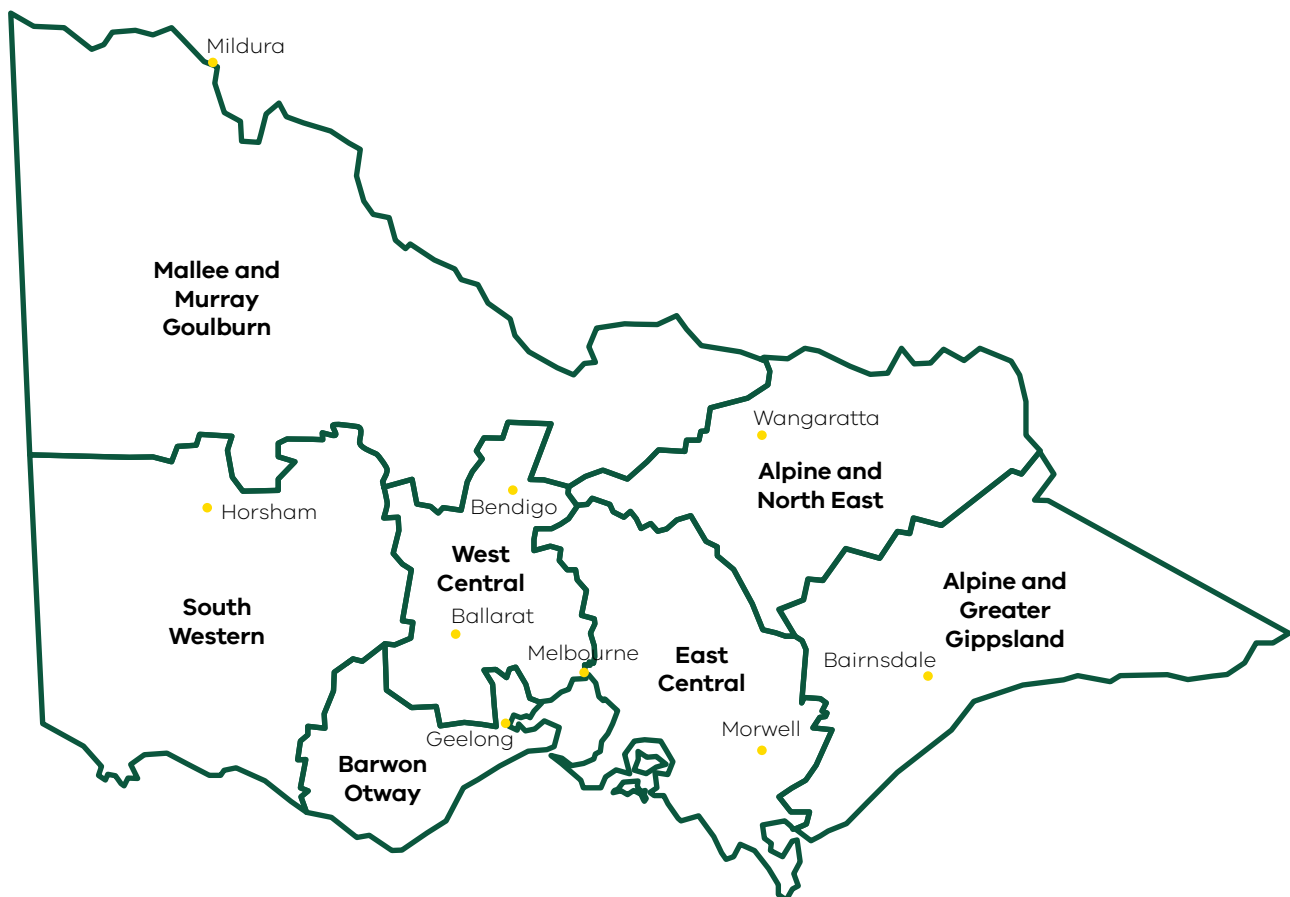 Mildura
Mallee and
Murray
Goulburn
Wangaratta
Alpine and
North East
Horsham
Bendigo
West
Central
Ballarat
South
Western
Alpine and
Greater
Gippsland
Melbourne
East
Central
Bairnsdale
Geelong
Morwell
Barwon
Otway